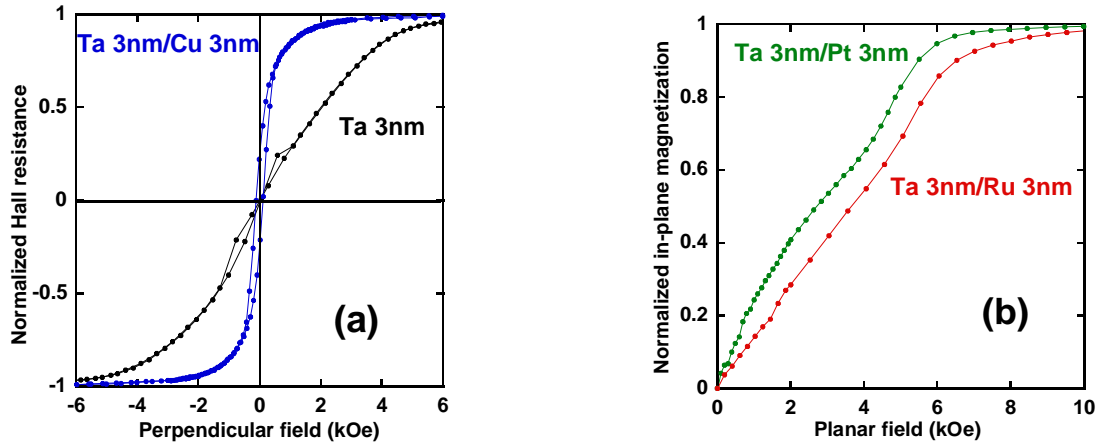 Normalized Hall resistance
1
0.5
0
-0.5
-1
-6
-4
-2
0
2
4
6
Perpendicular field (kOe)
Ta 3nm/Cu 3nm
Ta 3nm
(a)
Normalized in-plane magnetization
1
0.8
0.6
0.4
0.2
0
0
2
4
6
8
10
Planar field (kOe)
Ta 3nm/Pt 3nm
Ta 3nm/Ru 3nm
(b)